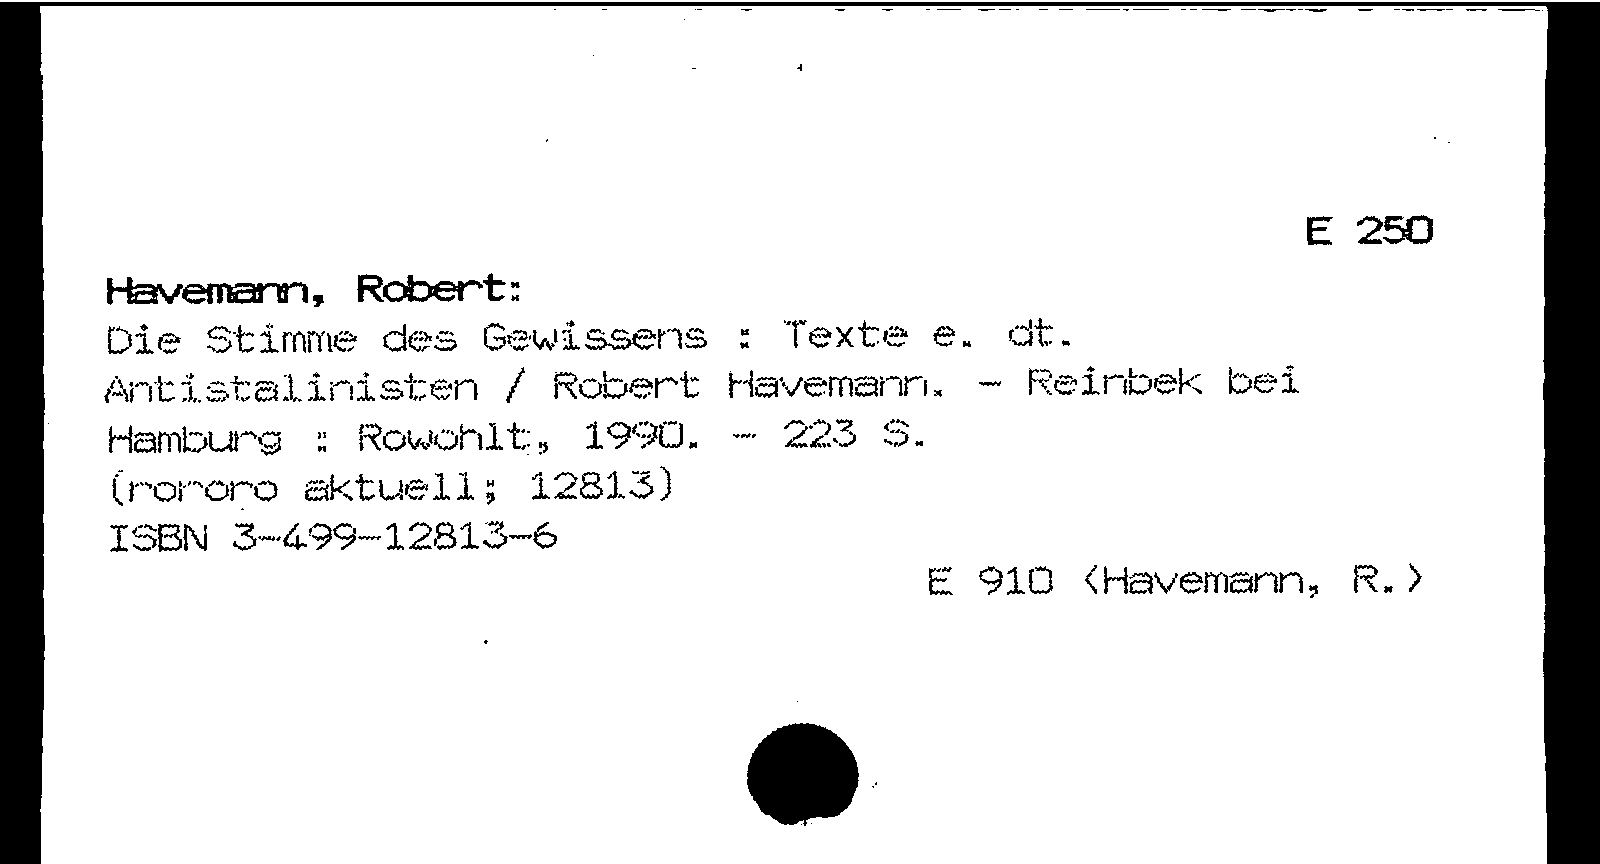 E 250
Havemann, Robert:
Die Stimme des Gewissens : Texte e. dt.
Antistalinisten / Robert Havemann. - Reinbek bei
Hamburg : Rowohlt, 1990. - 223 S.
(rororo aktuell; 12813)
ISBN 3-499-12813-6
E 910 <Havemann, R.>